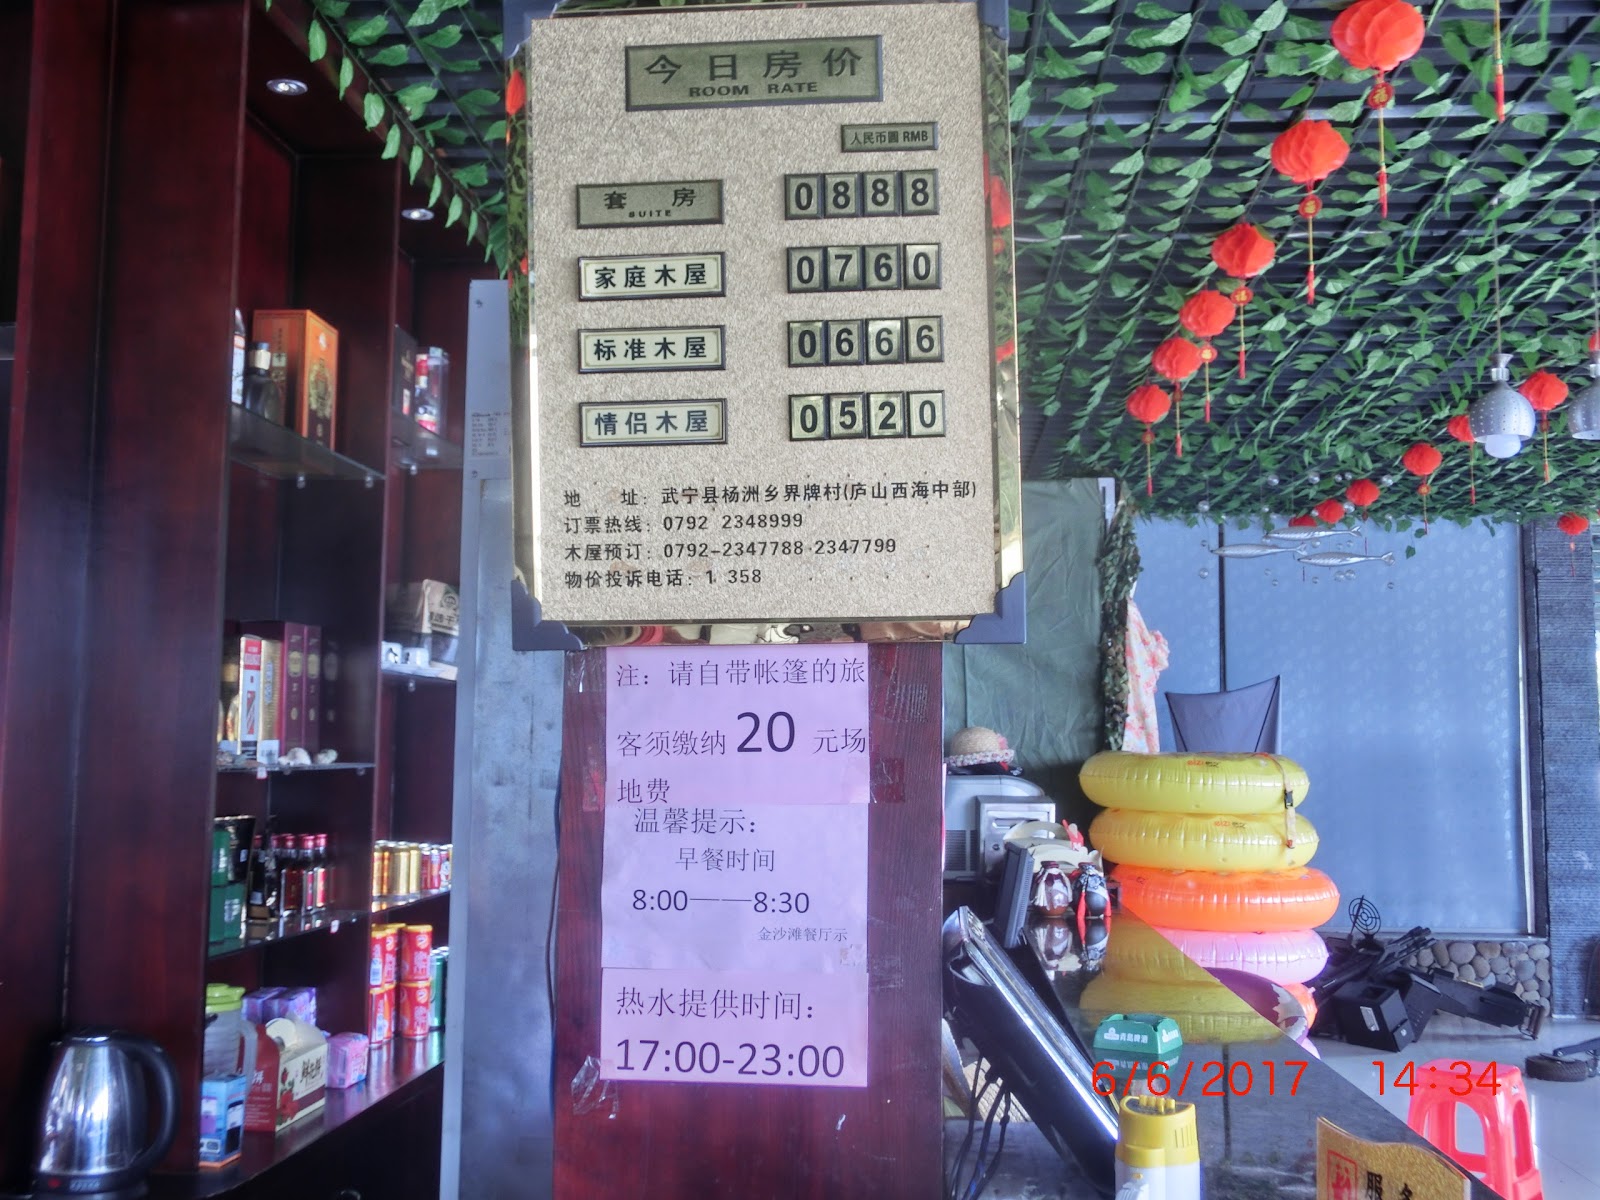 今日房价
ROOM RATE
人民币圆 RMB
套 房 0888
SUITE
家庭木屋 0760
标准木屋 0666
情侣木屋 0520
地 址: 武宁县杨洲乡界牌村(庐山西海中部)
订票热线: 0792 2348999
木屋预订: 0792-2347788 2347799
物价投诉电话: 1 358
注: 请自带帐篷的旅
客须缴纳 20 元场
地费
温馨提示:
早餐时间
8:00——8:30
金沙滩餐厅示
热水提供时间:
17:00-23:00
6/6/2017 14:34